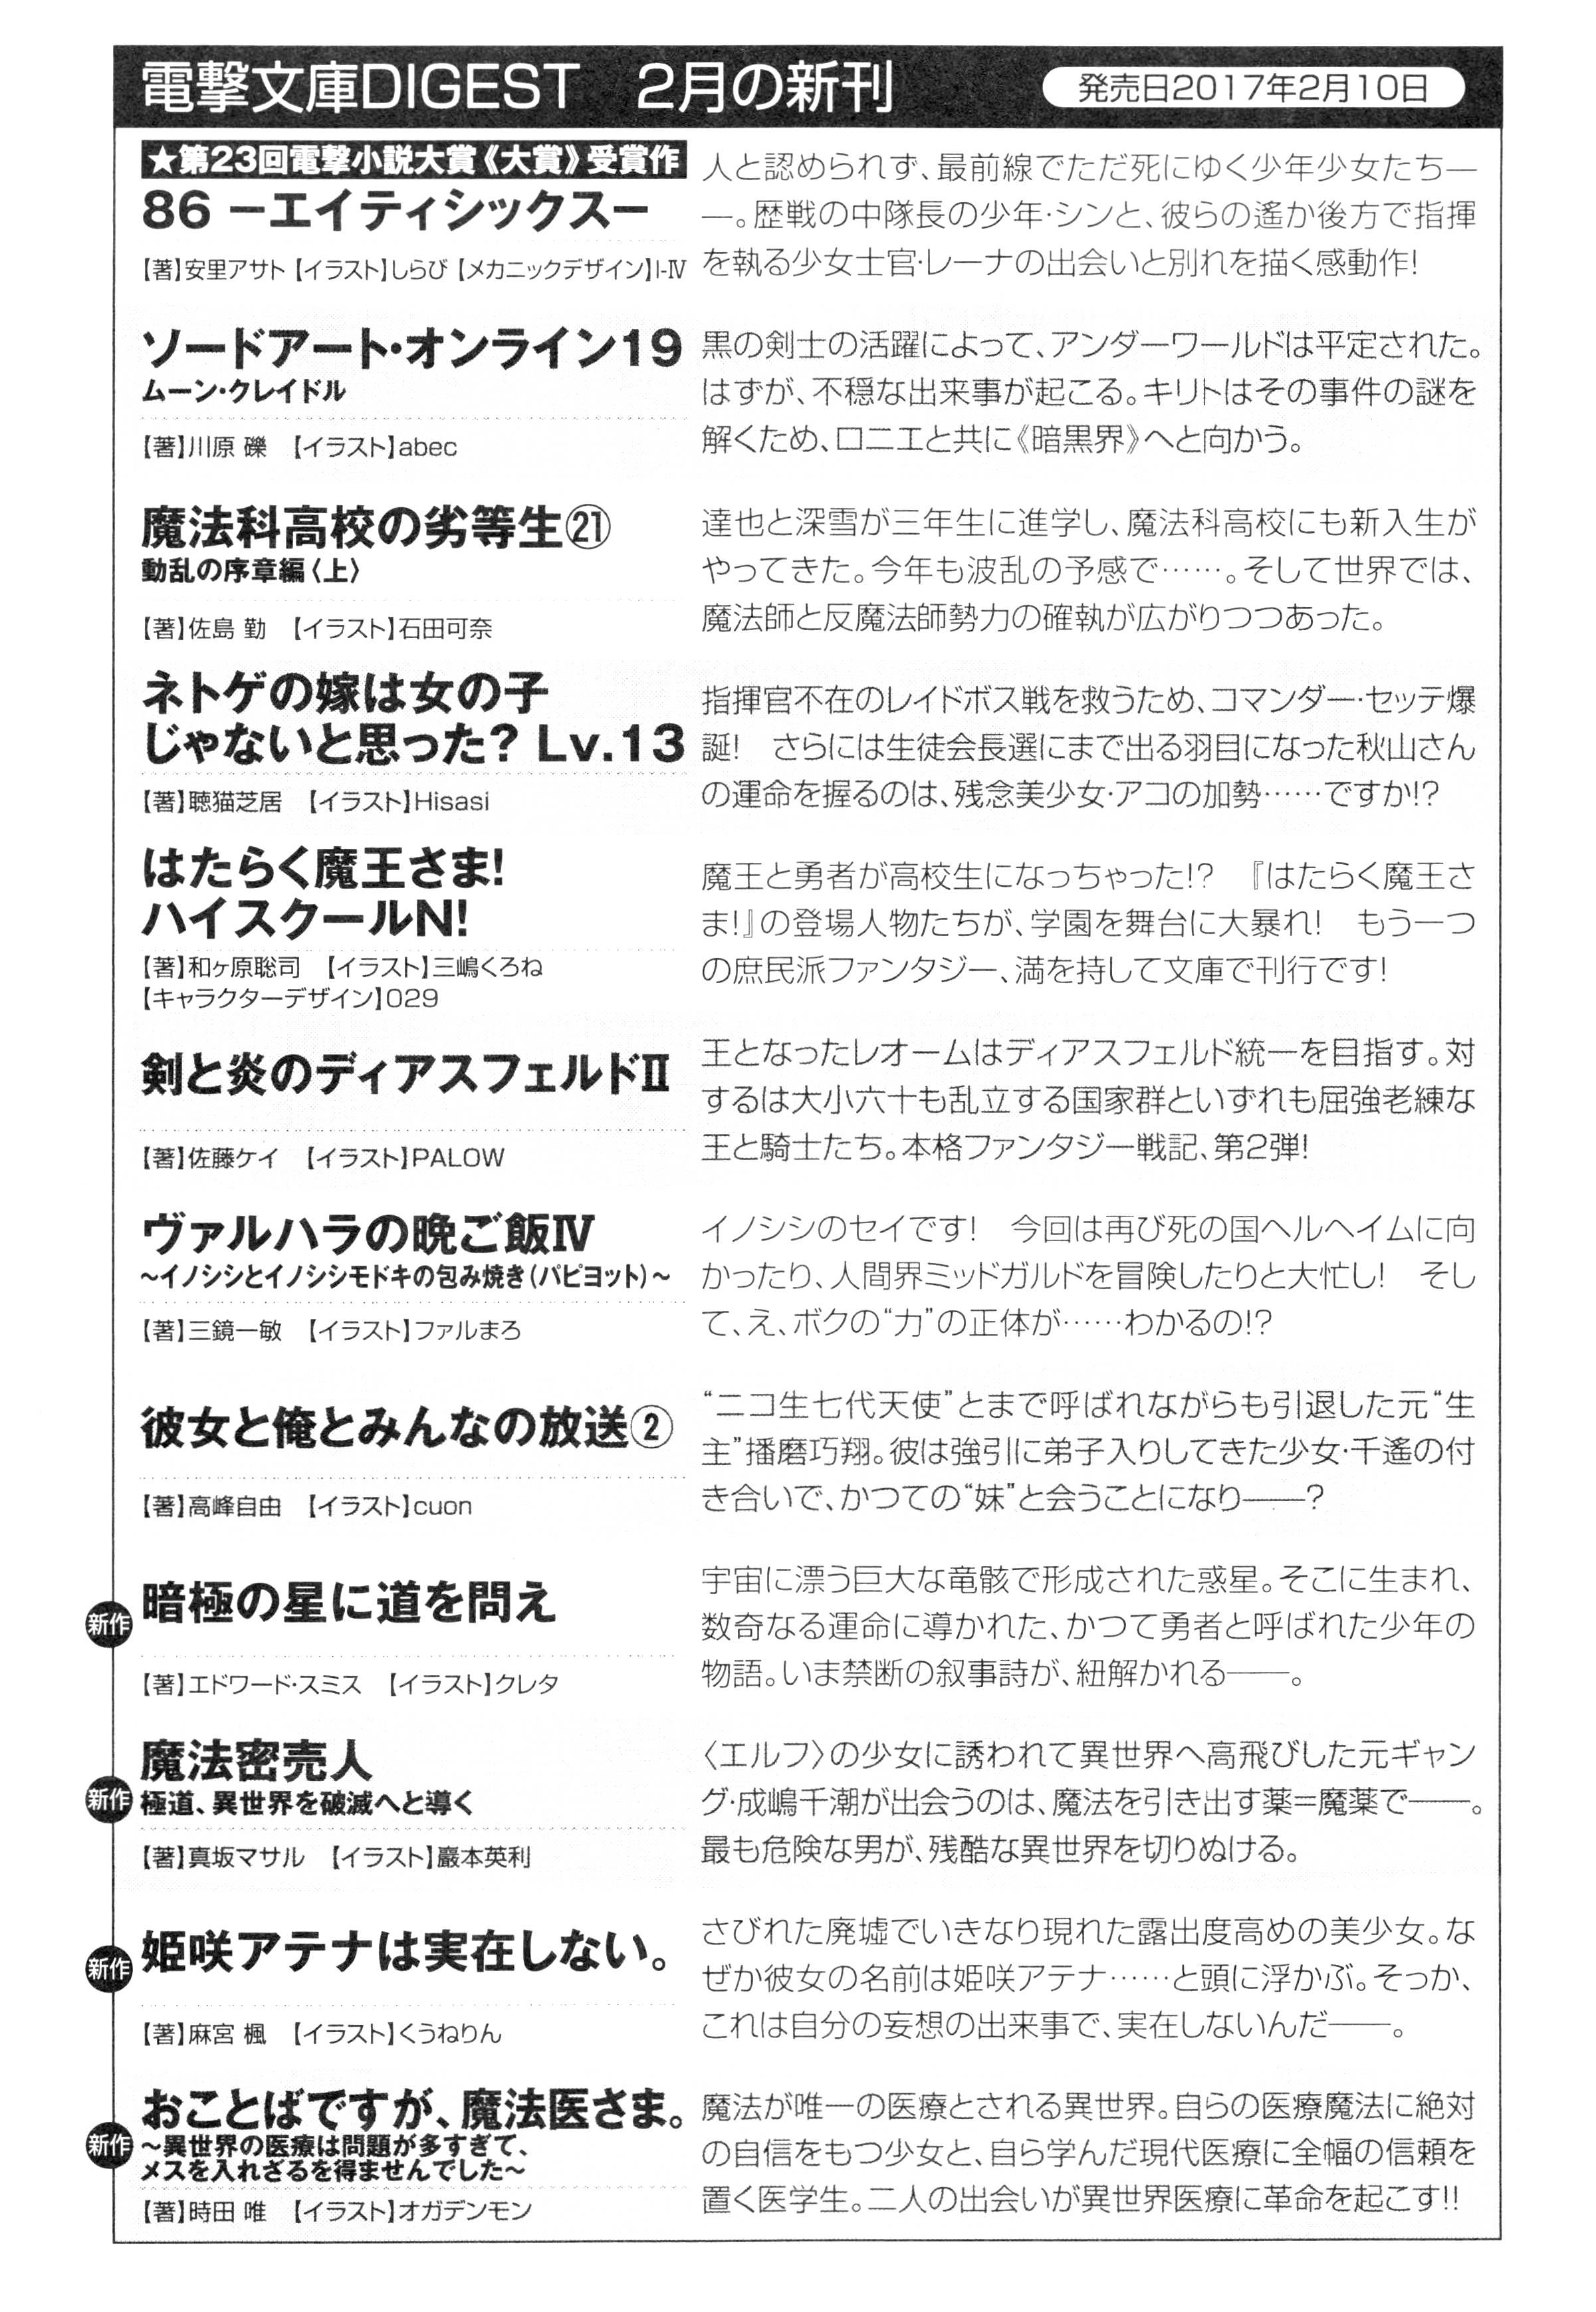 電撃文庫DIGEST　2月の新刊
発売日2017年2月10日
★第23回電撃小説大賞《大賞》受賞作
86 －エイティシックス－
【著】安里アサト【イラスト】しらび【メカニックデザイン】I-Ⅳ
人と認められず、最前線でただ死にゆく少年少女たち―
―。歴戦の中隊長の少年・シンと、彼らの遙か後方で指揮
を執る少女士官・レーナの出会いと別れを描く感動作!
ソードアート・オンライン19
ムーン・クレイドル
【著】川原 礫　【イラスト】abec
黒の剣士の活躍によって、アンダーワールドは平定された。
はずが、不穏な出来事が起こる。キリトはその事件の謎を
解くため、ロニエと共に《暗黒界》へと向かう。
魔法科高校の劣等生㉑
動乱の序章編〈上〉
【著】佐島 勤　【イラスト】石田可奈
達也と深雪が三年生に進学し、魔法科高校にも新入生が
やってきた。今年も波乱の予感で……。そして世界では、
魔法師と反魔法師勢力の確執が広がりつつあった。
ネトゲの嫁は女の子
じゃないと思った? Lv.13
【著】聴猫芝居　【イラスト】Hisasi
指揮官不在のレイドボス戦を救うため、コマンダー・セッテ爆
誕!　さらには生徒会長選にまで出る羽目になった秋山さん
の運命を握るのは、残念美少女・アコの加勢……ですか!?
はたらく魔王さま!
ハイスクールN!
【著】和ヶ原聡司　【イラスト】三嶋くろね
【キャラクターデザイン】029
魔王と勇者が高校生になっちゃった!?　『はたらく魔王さ
ま!』の登場人物たちが、学園を舞台に大暴れ!　もう一つ
の庶民派ファンタジー、満を持して文庫で刊行です!
剣と炎のディアスフェルドⅡ
【著】佐藤ケイ　【イラスト】PALOW
王となったレオームはディアスフェルド統一を目指す。対
するは大小六十も乱立する国家群といずれも屈強老練な
王と騎士たち。本格ファンタジー戦記、第2弾!
ヴァルハラの晩ご飯Ⅳ
～イノシシとイノシシモドキの包み焼き(パピヨット)～
【著】三鏡一敏　【イラスト】ファルまろ
イノシシのセイです!　今回は再び死の国ヘルヘイムに向
かったり、人間界ミッドガルドを冒険したりと大忙し!　そし
て、え、ボクの“力”の正体が……わかるの!?
彼女と俺とみんなの放送②
【著】高峰自由　【イラスト】cuon
“ニコ生七代天使”とまで呼ばれながらも引退した元“生
主”播磨巧翔。彼は強引に弟子入りしてきた少女・千遙の付
き合いで、かつての“妹”と会うことになり――?
新作
暗極の星に道を問え
【著】エドワード・スミス　【イラスト】クレタ
宇宙に漂う巨大な竜骸で形成された惑星。そこに生まれ、
数奇なる運命に導かれた、かつて勇者と呼ばれた少年の
物語。いま禁断の叙事詩が、紐解かれる――。
新作
魔法密売人
極道、異世界を破滅へと導く
【著】真坂マサル　【イラスト】巖本英利
〈エルフ〉の少女に誘われて異世界へ高飛びした元ギャン
グ・成嶋千潮が出会うのは、魔法を引き出す薬＝魔薬で――。
最も危険な男が、残酷な異世界を切りぬける。
新作
姫咲アテナは実在しない。
【著】麻宮 楓　【イラスト】くうねりん
さびれた廃墟でいきなり現れた露出度高めの美少女。な
ぜか彼女の名前は姫咲アテナ……と頭に浮かぶ。そっか、
これは自分の妄想の出来事で、実在しないんだ――。
新作
おことばですが、魔法医さま。
～異世界の医療は問題が多すぎて、
メスを入れざるを得ませんでした～
【著】時田 唯　【イラスト】オガデンモン
魔法が唯一の医療とされる異世界。自らの医療魔法に絶対
の自信をもつ少女と、自ら学んだ現代医療に全幅の信頼を
置く医学生。二人の出会いが異世界医療に革命を起こす!!